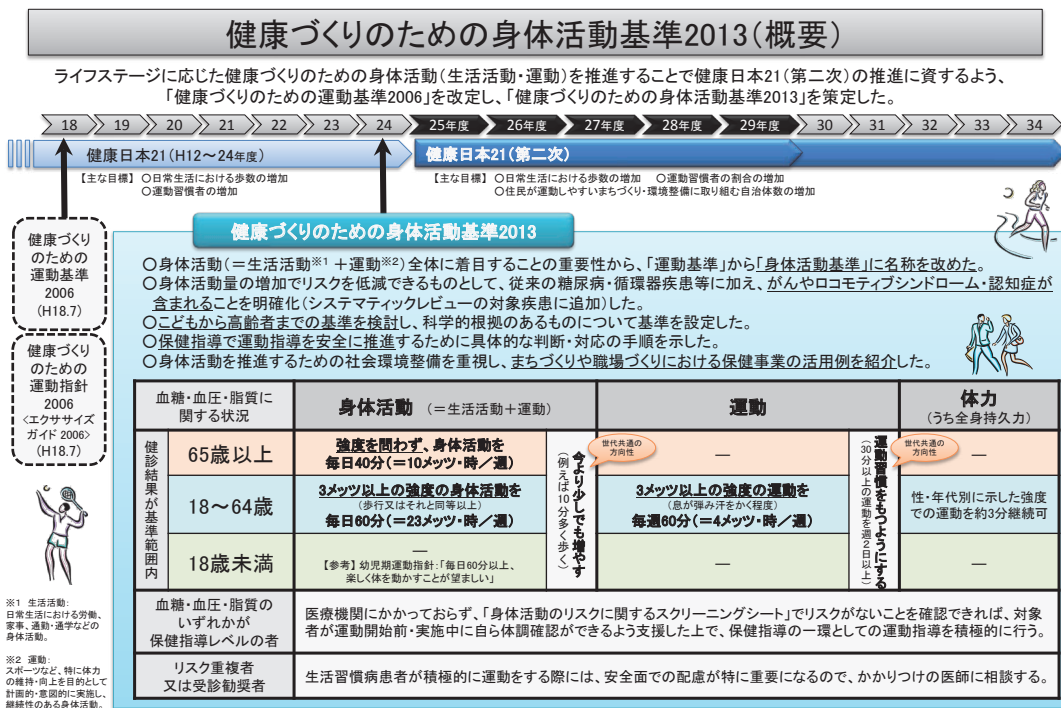 健康づくりのための身体活動基準2013(概要)
ライフステージに応じた健康づくりのための身体活動(生活活動・運動)を推進することで健康日本21(第二次)の推進に資するよう、
「健康づくりのための運動基準2006」を改定し、「健康づくりのための身体活動基準2013」を策定した。
18 19 20 21 22 23 24 25年度 26年度 27年度 28年度 29年度 30 31 32 33 34
健康日本21(H12~24年度)
健康日本21(第二次)
【主な目標】 ○日常生活における歩数の増加
○運動習慣者の増加
【主な目標】 ○日常生活における歩数の増加 ○運動習慣者の割合の増加
○住民が運動しやすいまちづくり・環境整備に取り組む自治体数の増加
健康づくり
のための
運動基準
2006
(H18.7)
健康づくり
のための
運動指針
2006
<エクササイズ
ガイド 2006>
(H18.7)
健康づくりのための身体活動基準2013
○身体活動(=生活活動※1 +運動※2)全体に着目することの重要性から、「運動基準」から「身体活動基準」に名称を改めた。
○身体活動量の増加でリスクを低減できるものとして、従来の糖尿病・循環器疾患等に加え、がんやロコモティブシンドローム・認知症が
含まれることを明確化(システマティックレビューの対象疾患に追加)した。
○こどもから高齢者までの基準を検討し、科学的根拠のあるものについて基準を設定した。
○保健指導で運動指導を安全に推進するために具体的な判断・対応の手順を示した。
○身体活動を推進するための社会環境整備を重視し、まちづくりや職場づくりにおける保健事業の活用例を紹介した。
血糖・血圧・脂質に
関する状況
身体活動 (=生活活動+運動)
運動
体力
(うち全身持久力)
健診結果が基準範囲内
65歳以上
強度を問わず、身体活動を
毎日40分(=10メッツ・時/週)
今より少しでも増やす
(例えば10分多く歩く)
世代共通の
方向性
―
運動習慣をもつようにする
(30分以上の運動を週2日以上)
世代共通の
方向性
―
18~64歳
3メッツ以上の強度の身体活動を
(歩行又はそれと同等以上)
毎日60分(=23メッツ・時/週)
3メッツ以上の強度の運動を
(息が弾み汗をかく程度)
毎週60分(=4メッツ・時/週)
性・年代別に示した強度
での運動を約3分継続可
18歳未満
―
【参考】 幼児期運動指針:「毎日60分以上、
楽しく体を動かすことが望ましい」
―
―
血糖・血圧・脂質の
いずれかが
保健指導レベルの者
医療機関にかかっておらず、「身体活動のリスクに関するスクリーニングシート」でリスクがないことを確認できれば、対象
者が運動開始前・実施中に自ら体調確認ができるよう支援した上で、保健指導の一環としての運動指導を積極的に行う。
リスク重複者
又は受診勧奨者
生活習慣病患者が積極的に運動をする際には、安全面での配慮が特に重要になるので、かかりつけの医師に相談する。
※1 生活活動:
日常生活における労働、
家事、通勤・通学などの
身体活動。
※2 運動:
スポーツなど、特に体力
の維持・向上を目的として
計画的・意図的に実施し、
継続性のある身体活動。